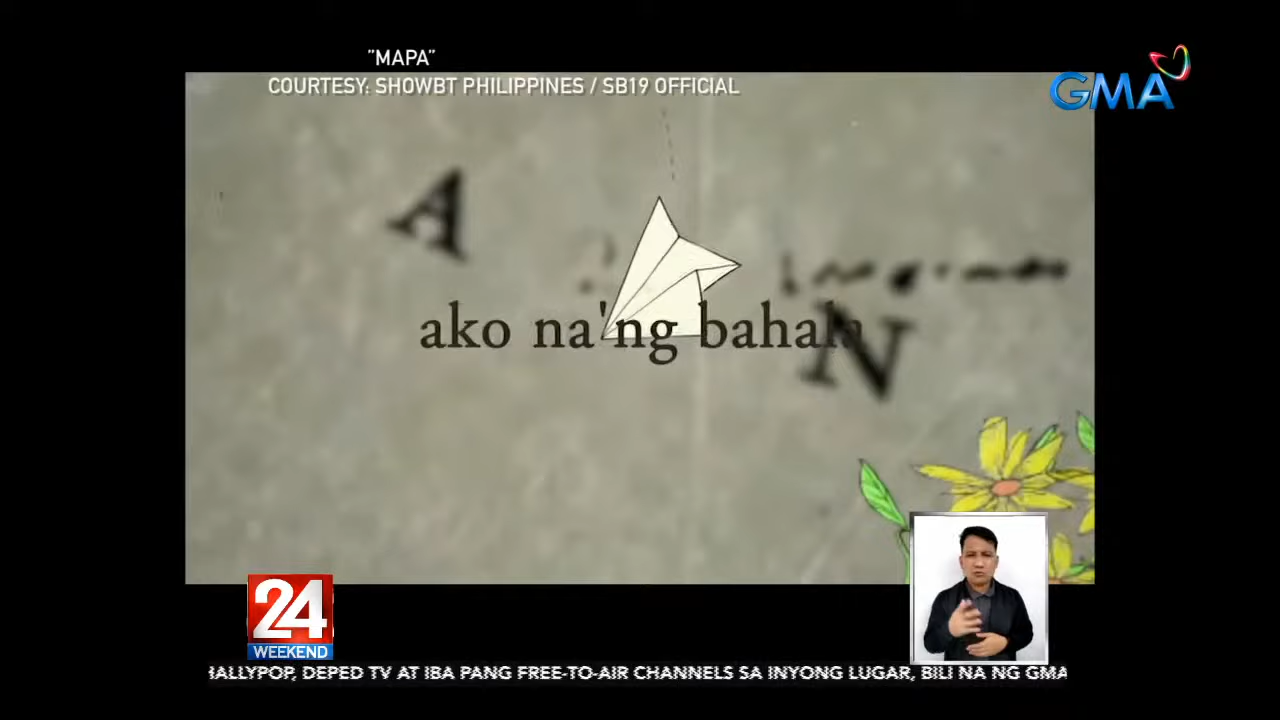 "MAPA"
COURTESY: SHOWBT PHILIPPINES / SB19 OFFICIAL
GMA
A
ako na'ng bahala
N
24
WEEKEND
HALLYPOP, DEPED TV AT IBA PANG FREE-TO-AIR CHANNELS SA INYONG LUGAR, BILI NA NG GMA